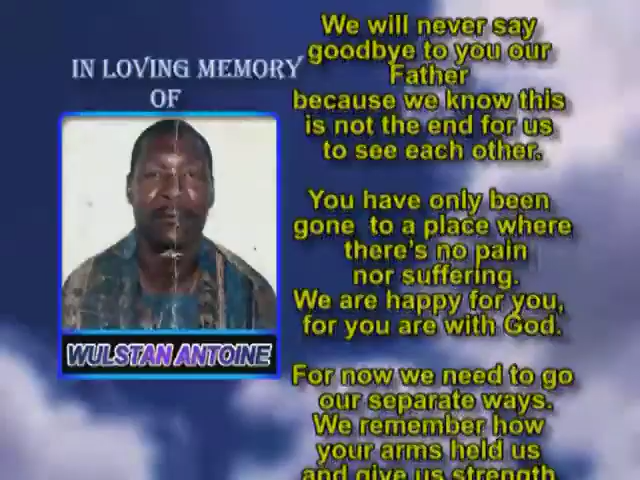 IN LOVING MEMORY
OF
WULSTAN ANTOINE
We will never say
goodbye to you our
Father
because we know this
is not the end for us
to see each other.
You have only been
gone to a place where
there's no pain
nor suffering.
We are happy for you,
for you are with God.
For now we need to go
our separate ways.
We remember how
your arms held us
and give us strength